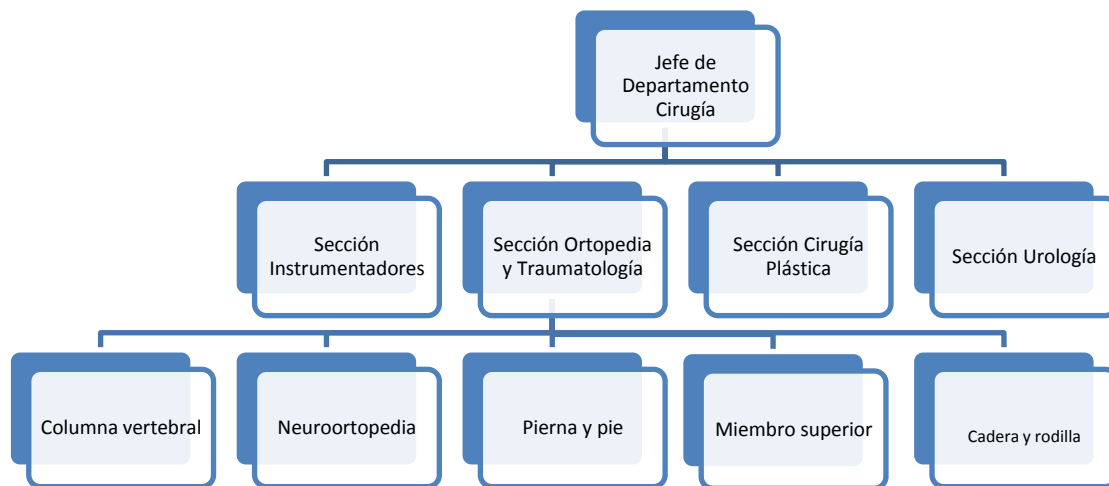 Jefe de
Departamento
Cirugía
Sección
Instrumentadores
Sección Ortopedia
y Traumatología
Sección Cirugía
Plástica
Sección Urología
Columna vertebral
Neuroortopedia
Pierna y pie
Miembro superior
Cadera y rodilla